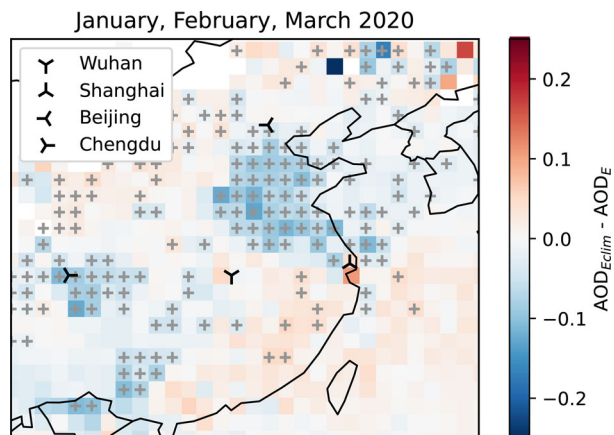 January, February, March 2020
Wuhan
Shanghai
Beijing
Chengdu
0.2
0.1
0.0
−0.1
−0.2
AOD_Eclim - AOD_E